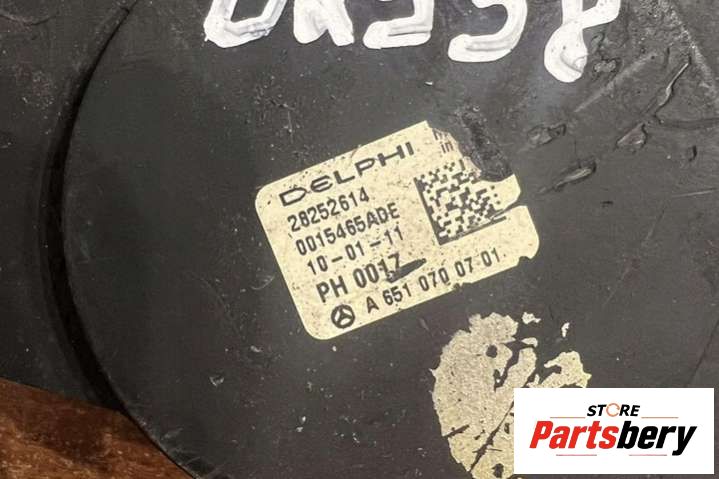 DELPHI
28252614
0015465ADE
10-01-11
PH 0017
A 651 070 07 01
STORE
Partsbery